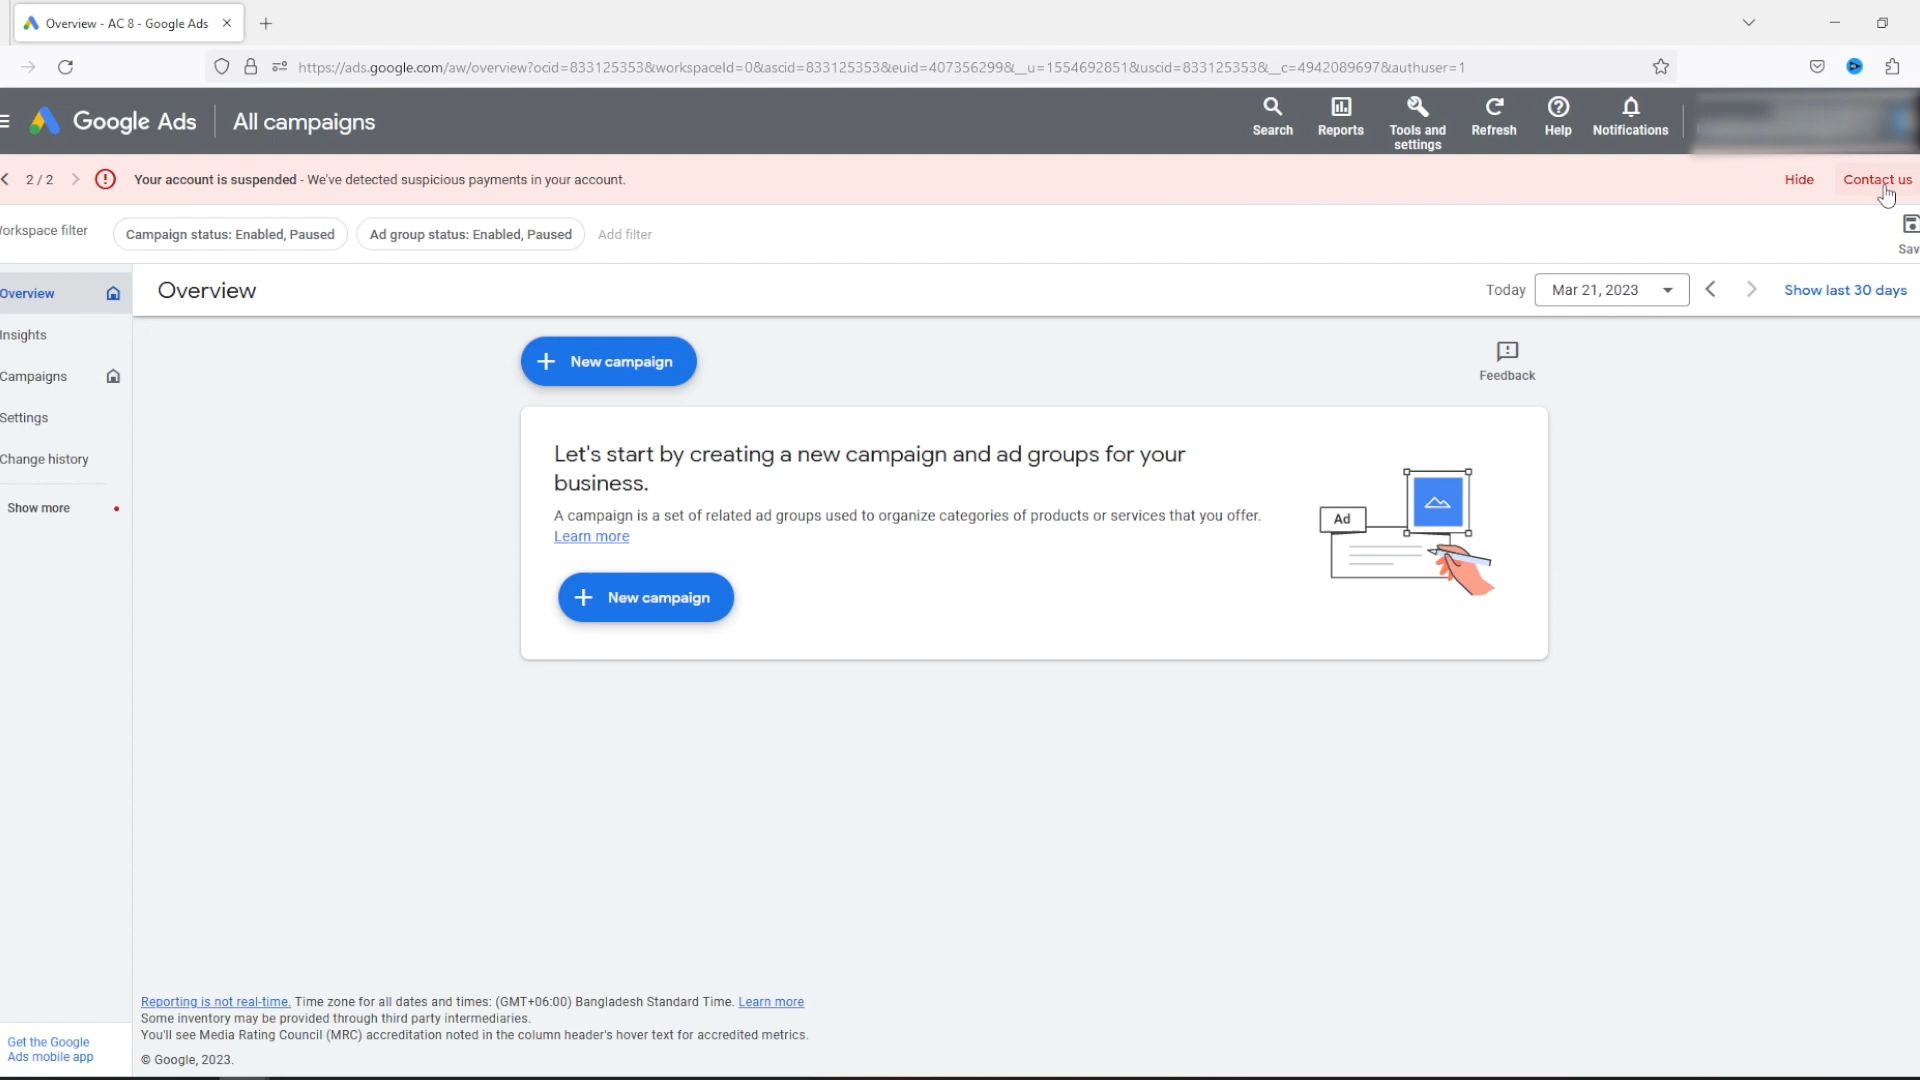 Overview - AC 8 - Google Ads
https://ads.google.com/aw/overview?ocid=833125353&workspaceId=0&ascid=833125353&euid=407356299&__u=1554692851&uscid=833125353&__c=4942089697&authuser=1
Google Ads All campaigns
Search Reports Tools and settings Refresh Help Notifications
2 / 2 Your account is suspended - We've detected suspicious payments in your account. Hide Contact us
orkspace filter Campaign status: Enabled, Paused Ad group status: Enabled, Paused Add filter
Sav
Overview
Insights
Campaigns
Settings
Change history
Show more
Get the Google
Ads mobile app
Overview Today Mar 21, 2023 Show last 30 days
New campaign
Feedback
Let's start by creating a new campaign and ad groups for your
business.
A campaign is a set of related ad groups used to organize categories of products or services that you offer.
Learn more
New campaign
Ad
Reporting is not real-time. Time zone for all dates and times: (GMT+06:00) Bangladesh Standard Time. Learn more
Some inventory may be provided through third party intermediaries.
You'll see Media Rating Council (MRC) accreditation noted in the column header's hover text for accredited metrics.
© Google, 2023.